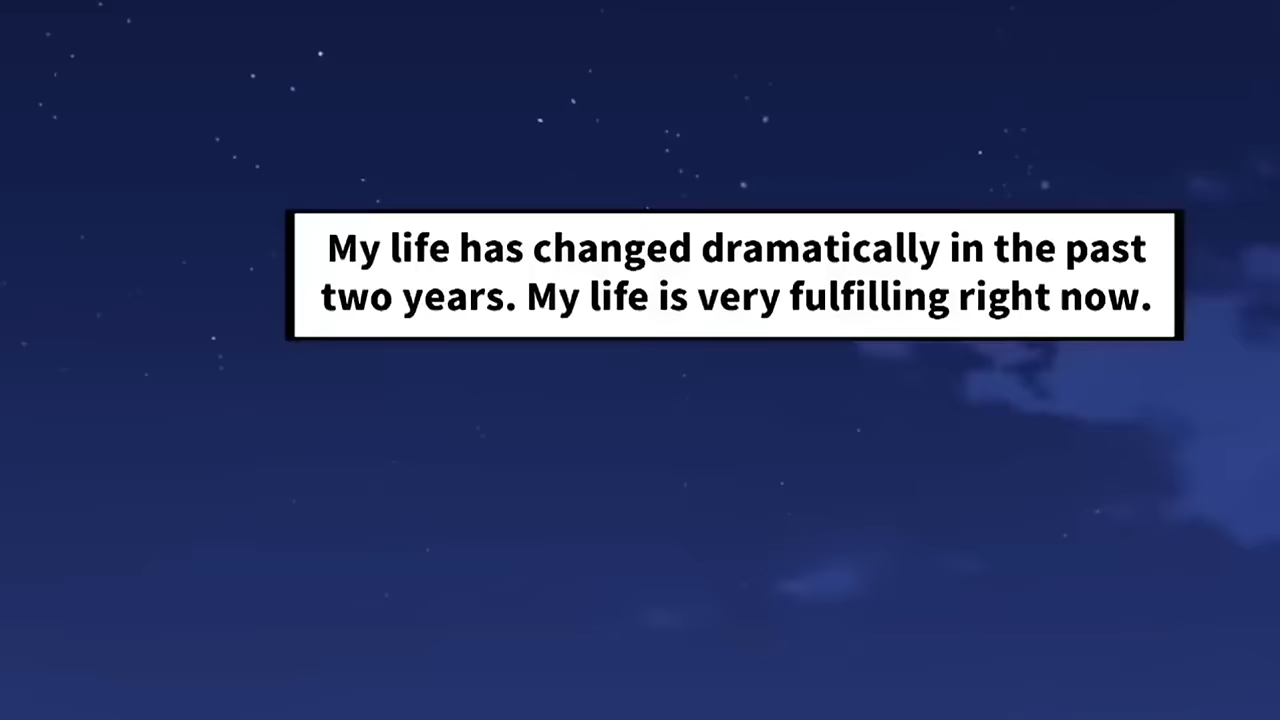 My life has changed dramatically in the past
two years. My life is very fulfilling right now.